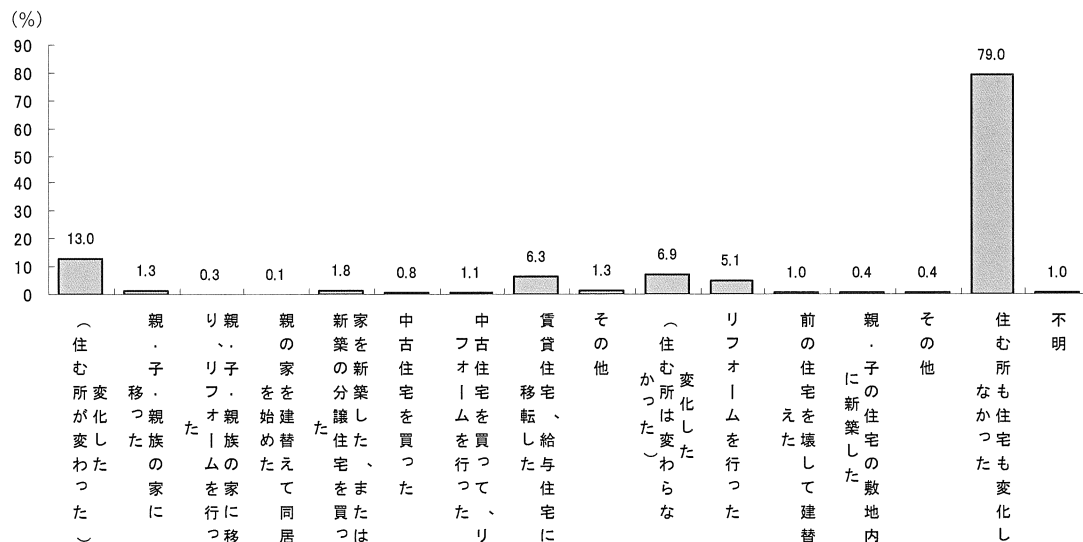 (%)
90
80
70
60
50
40
30
20
10
0
13.0
1.3
0.3
0.1
1.8
0.8
1.1
6.3
1.3
6.9
5.1
1.0
0.4
0.4
79.0
1.0
変化した
(住む所が変わった)
親・子・親族の家に
移った
親・子・親族の家に移
り、リフォームを行っ
た
親の家を建替えて同居
を始めた
家を新築した、または
新築の分譲住宅を買っ
た
中古住宅を買った
中古住宅を買って、リ
フォームを行った
賃貸住宅、給与住宅に
移転した
その他
変化した
(住む所は変わらな
かった)
リフォームを行った
前の住宅を壊して建替
えた
親・子の住宅の敷地内
に新築した
その他
住む所も住宅も変化し
なかった
不明